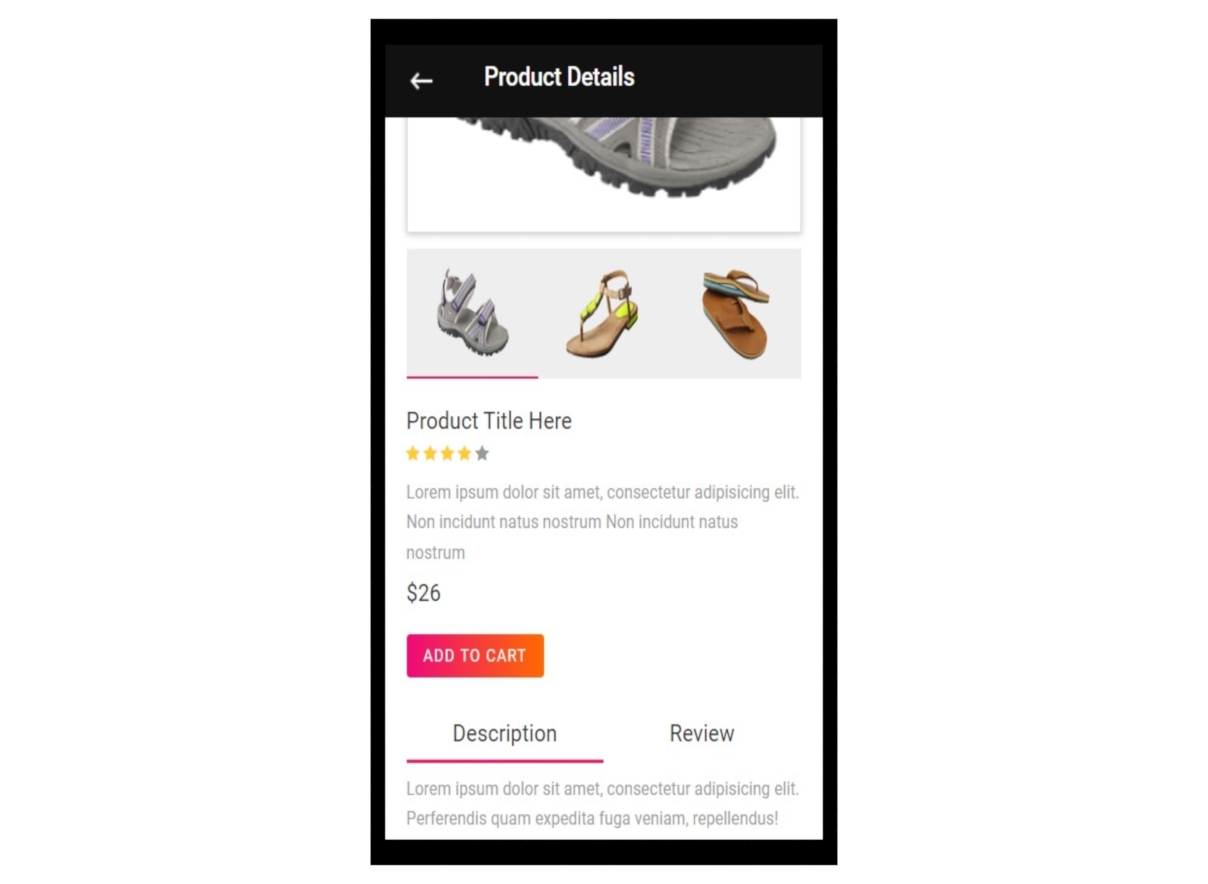 Product Details
Product Title Here
Lorem ipsum dolor sit amet, consectetur adipisicing elit.
Non incidunt natus nostrum Non incidunt natus
nostrum
$26
ADD TO CART
Description
Review
Lorem ipsum dolor sit amet, consectetur adipisicing elit.
Perferendis quam expedita fuga veniam, repellendus!